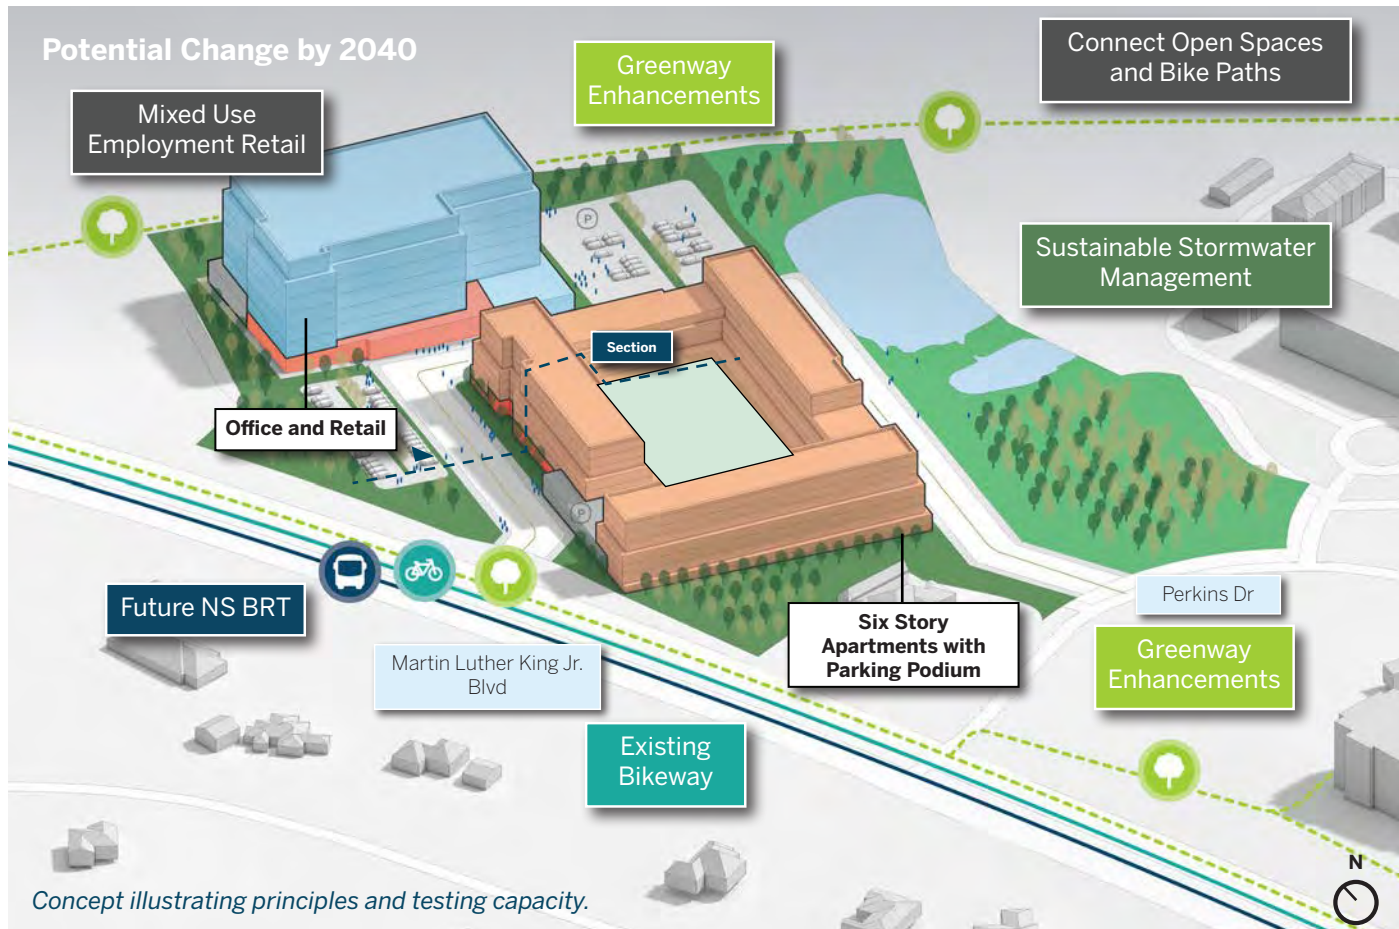 Potential Change by 2040
Greenway
Enhancements
Connect Open Spaces
and Bike Paths
Mixed Use
Employment Retail
P
Sustainable Stormwater
Management
Section
Office and Retail
P
Future NS BRT
Perkins Dr
Six Story
Apartments with
Parking Podium
Greenway
Enhancements
Martin Luther King Jr.
Blvd
Existing
Bikeway
N
Concept illustrating principles and testing capacity.